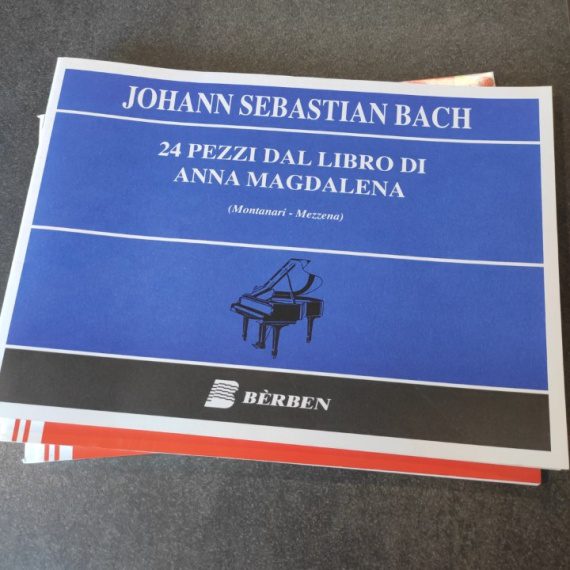 JOHANN SEBASTIAN BACH
24 PEZZI DAL LIBRO DI
ANNA MAGDALENA
(Montanari - Mezzena)
BÈRBEN